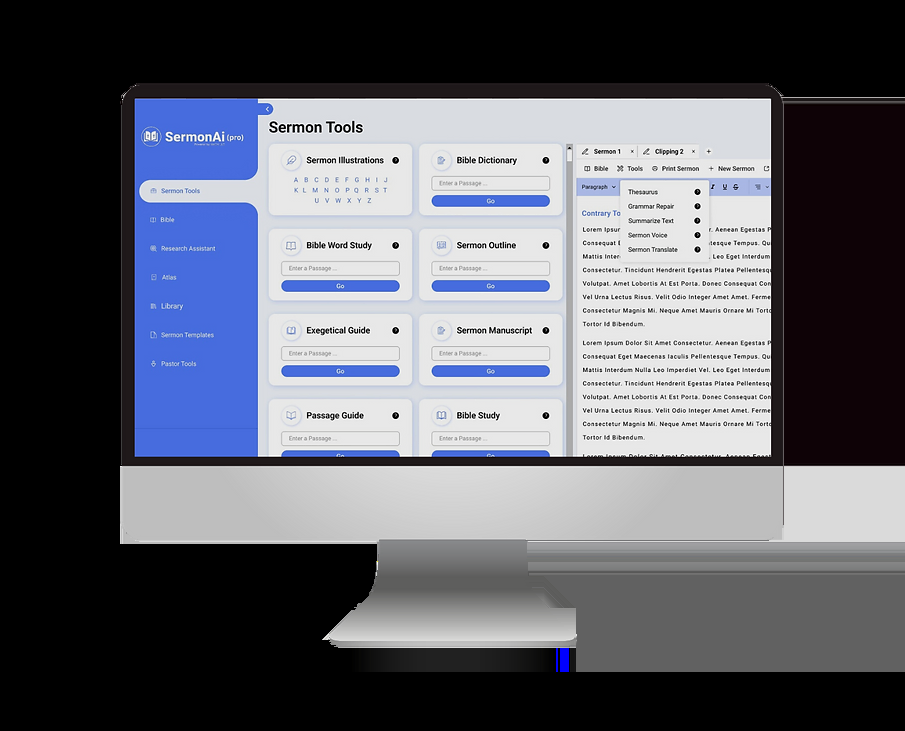 SermonAi (pro)
Sermon Tools
Bible
Research Assistant
Atlas
Library
Sermon Templates
Pastor Tools
Sermon Tools
Sermon Illustrations ?
A B C D E F G H I J
K L M N O P Q R S T
U V W X Y Z
Bible Dictionary ?
Enter a Passage ...
Go
Bible Word Study ?
Enter a Passage ...
Go
Sermon Outline ?
Enter a Passage ...
Go
Exegetical Guide ?
Enter a Passage ...
Go
Sermon Manuscript ?
Enter a Passage ...
Go
Passage Guide ?
Enter a Passage ...
Go
Bible Study ?
Enter a Passage ...
Go
Sermon 1 × Clipping 2 × +
Bible Tools Print Sermon + New Sermon
Paragraph I U S
Thesaurus ?
Grammar Repair ?
Summarize Text ?
Sermon Voice ?
Sermon Translate ?
Contrary To
Lorem Ipsum Aenean Egestas P
Consequat E esque Tempus. Qu
Mattis Inter Leo Eget Interdum
Consectetur. Tincidunt Hendrerit Egestas Platea Pellentesq
Volutpat. Amet Lobortis At Est Porta. Donec Consequat Con
Vel Urna Lectus Risus. Velit Odio Integer Amet Amet. Ferme
Consectetur Magnis Mi. Neque Amet Mauris Ornare Mi Torto
Tortor Id Bibendum.
Lorem Ipsum Dolor Sit Amet Consectetur. Aenean Egestas P
Consequat Eget Maecenas Iaculis Pellentesque Tempus. Qu
Mattis Interdum Nulla Leo Imperdiet Vel. Leo Eget Interdum
Consectetur. Tincidunt Hendrerit Egestas Platea Pellentesq
Volutpat. Amet Lobortis At Est Porta. Donec Consequat Con
Vel Urna Lectus Risus. Velit Odio Integer Amet Amet. Ferme
Consectetur Magnis Mi. Neque Amet Mauris Ornare Mi Torto
Tortor Id Bibendum.
Lorem Ipsum Dolor Sit Amet Consectetur. Aenean Egest